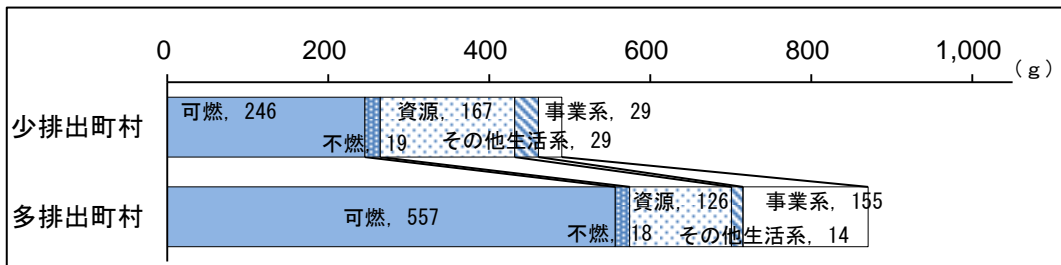 0 200 400 600 800 1,000
(g)
少排出町村
可燃, 246
資源, 167
事業系, 29
不燃, 19
その他生活系, 29
多排出町村
可燃, 557
資源, 126
事業系, 155
不燃, 18
その他生活系, 14